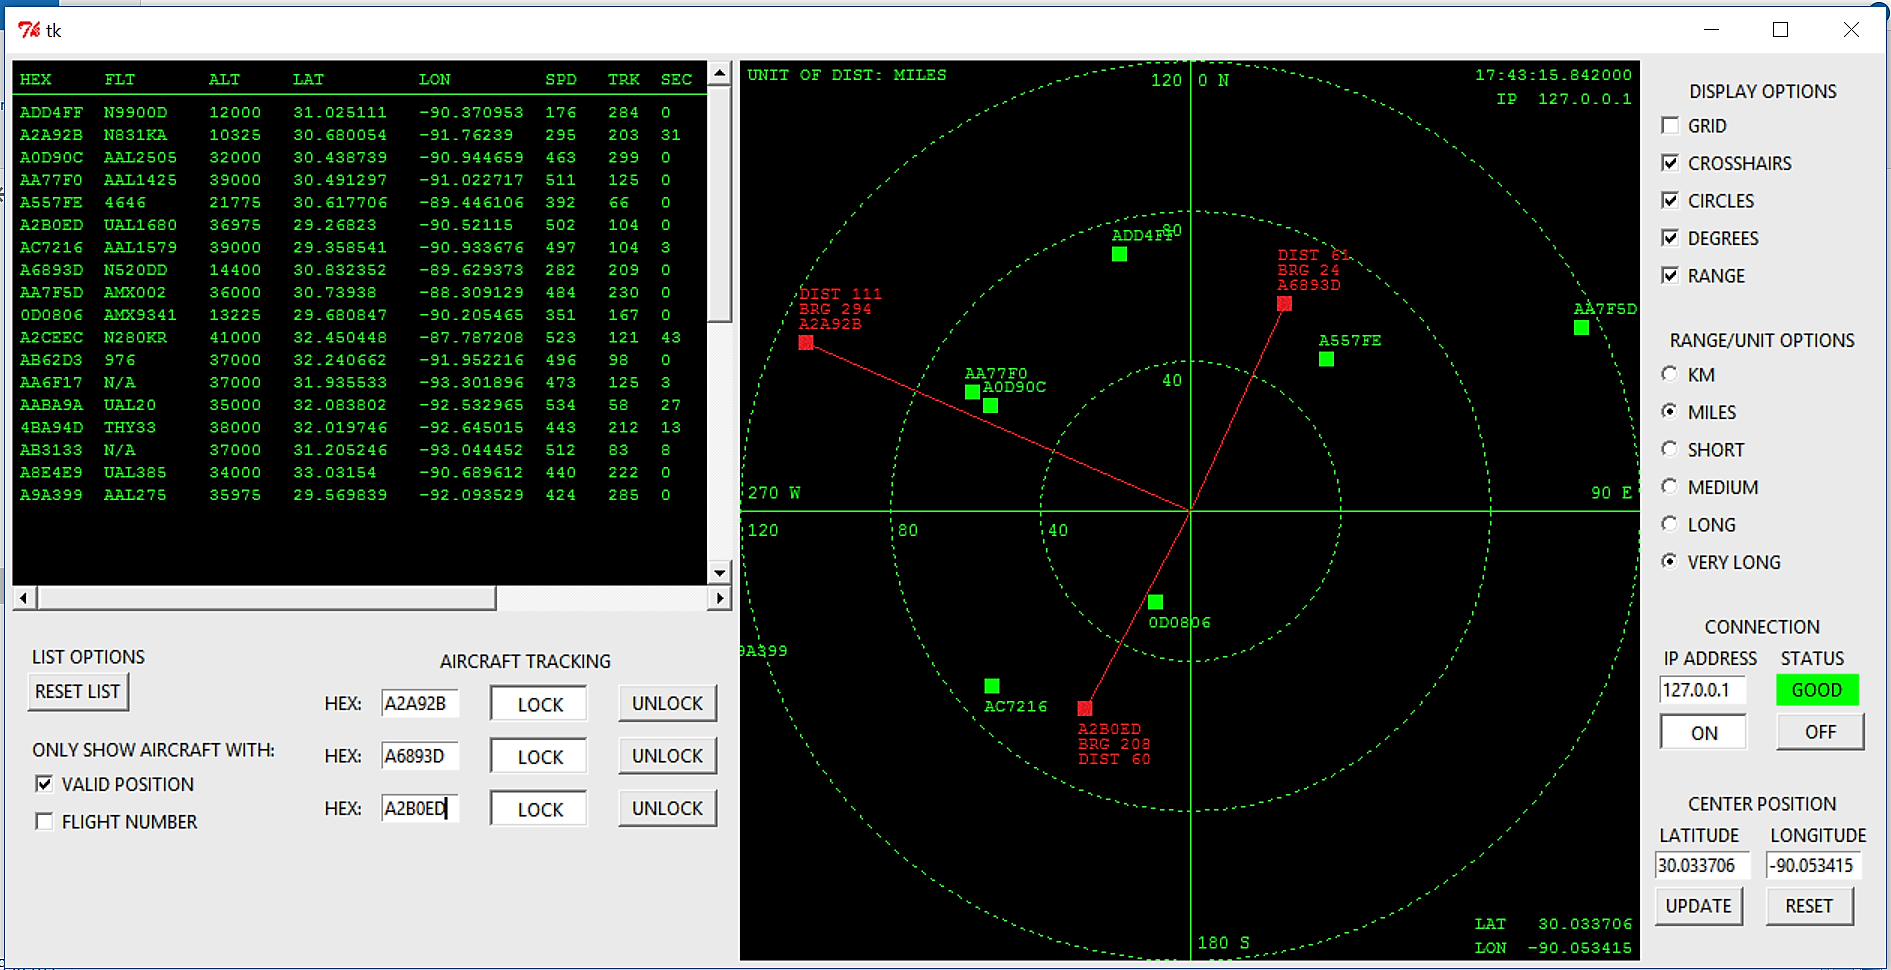 tk
HEX FLT ALT LAT LON SPD TRK SEC
ADD4FF N9900D 12000 31.025111 -90.370953 176 284 0
A2A92B N831KA 10325 30.680054 -91.76239 295 203 31
A0D90C AAL2505 32000 30.438739 -90.944659 463 299 0
AA77F0 AAL1425 39000 30.491297 -91.022717 511 125 0
A557FE 4646 21775 30.617706 -89.446106 392 66 0
A2B0ED UAL1680 36975 29.26823 -90.52115 502 104 0
AC7216 AAL1579 39000 29.358541 -90.933676 497 104 3
A6893D N520DD 14400 30.832352 -89.629373 282 209 0
AA7F5D AMX002 36000 30.73938 -88.309129 484 230 0
0D0806 AMX9341 13225 29.680847 -90.205465 351 167 0
A2CEEC N280KR 41000 32.450448 -87.787208 523 121 43
AB62D3 976 37000 32.240662 -91.952216 496 98 0
AA6F17 N/A 37000 31.935533 -93.301896 473 125 3
AABA9A UAL20 35000 32.083802 -92.532965 534 58 27
4BA94D THY33 38000 32.019746 -92.645015 443 212 13
AB3133 N/A 37000 31.205246 -93.044452 512 83 8
A8E4E9 UAL385 34000 33.03154 -90.689612 440 222 0
A9A399 AAL275 35975 29.569839 -92.093529 424 285 0
LIST OPTIONS
RESET LIST
ONLY SHOW AIRCRAFT WITH:
VALID POSITION
FLIGHT NUMBER
AIRCRAFT TRACKING
HEX: A2A92B LOCK UNLOCK
HEX: A6893D LOCK UNLOCK
HEX: A2B0ED LOCK UNLOCK
UNIT OF DIST: MILES
120 0 N
17:43:15.842000
IP 127.0.0.1
ADD4FF
80
DIST 61
BRG 24
A6893D
DIST 111
BRG 294
A2A92B
AA7F5D
A557FE
AA77F0
A0D90C
40
270 W
90 E
120 80 40
0D0806
9A399
AC7216
A2B0ED
BRG 208
DIST 60
180 S
LAT 30.033706
LON -90.053415
DISPLAY OPTIONS
GRID
CROSSHAIRS
CIRCLES
DEGREES
RANGE
RANGE/UNIT OPTIONS
KM
MILES
SHORT
MEDIUM
LONG
VERY LONG
CONNECTION
IP ADDRESS STATUS
127.0.0.1 GOOD
ON OFF
CENTER POSITION
LATITUDE LONGITUDE
30.033706 -90.053415
UPDATE RESET